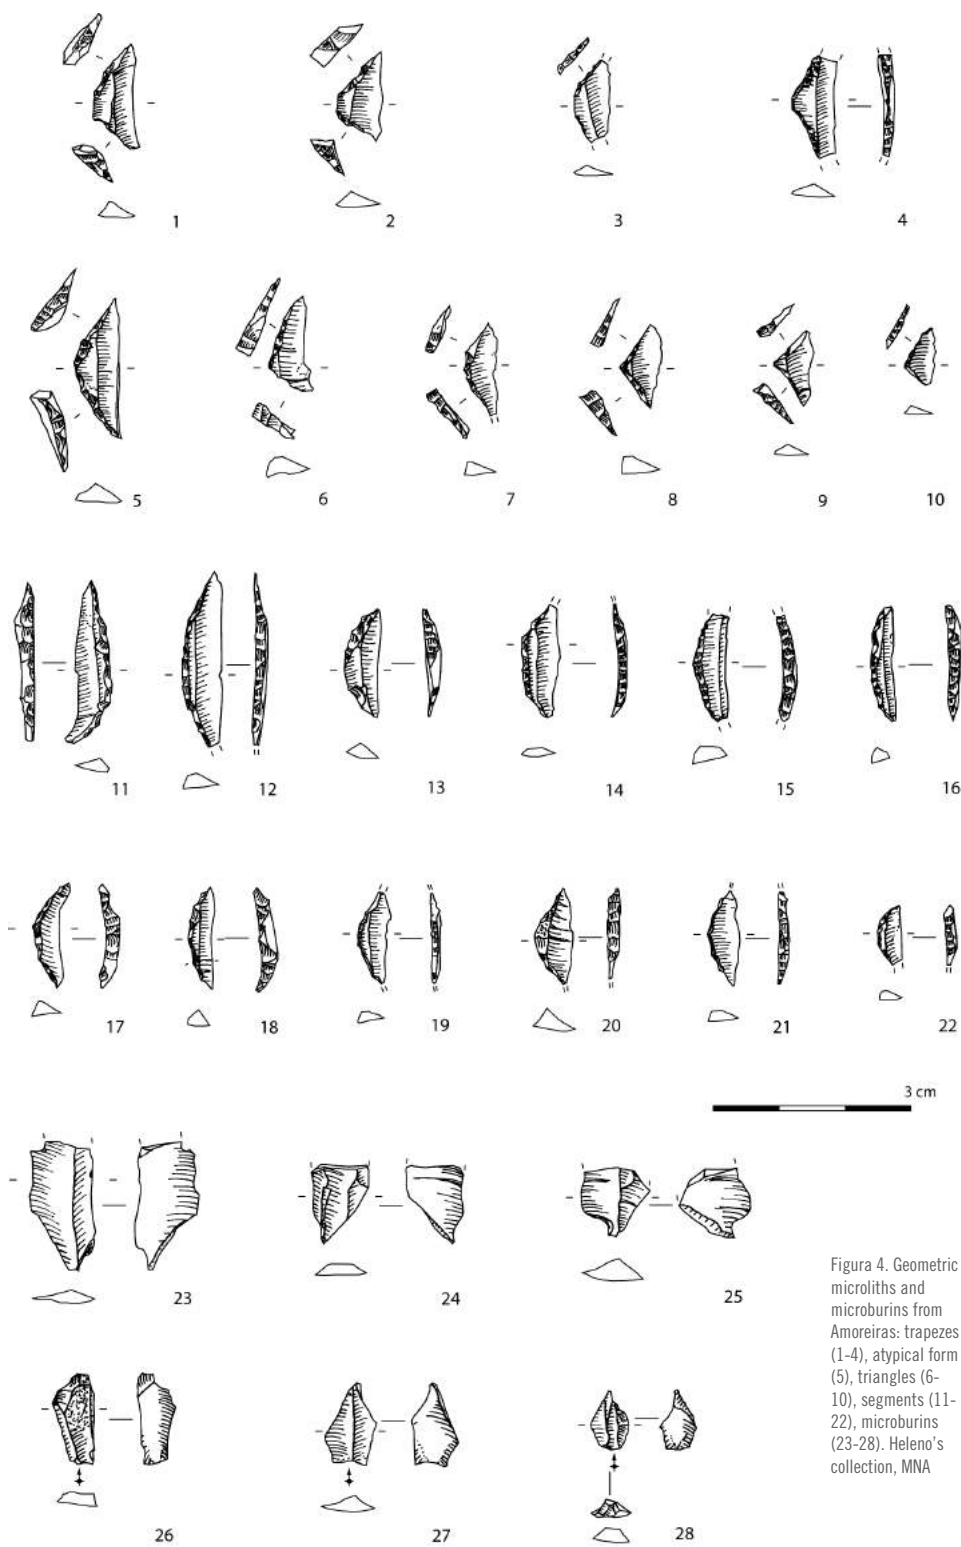 1 2 3 4
5 6 7 8 9 10
11 12 13 14 15 16
17 18 19 20 21 22
3 cm
23 24 25
Figura 4. Geometric
microliths and
microburins from
Amoreiras: trapezes
(1-4), atypical form
(5), triangles (6-
10), segments (11-
22), microburins
(23-28). Heleno’s
collection, MNA
26 27 28